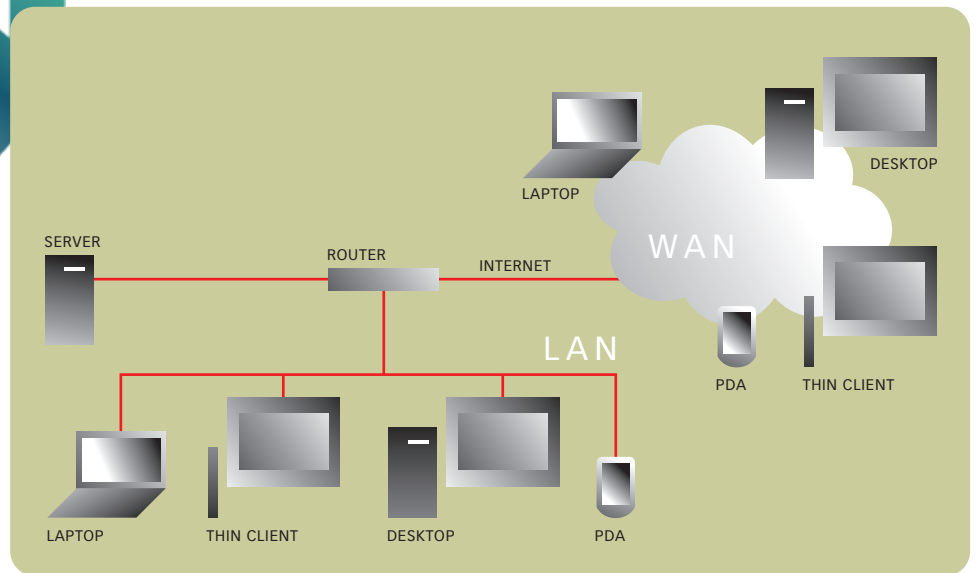 DESKTOP
LAPTOP
WAN
SERVER
ROUTER
INTERNET
LAN
PDA
THIN CLIENT
LAPTOP
THIN CLIENT
DESKTOP
PDA